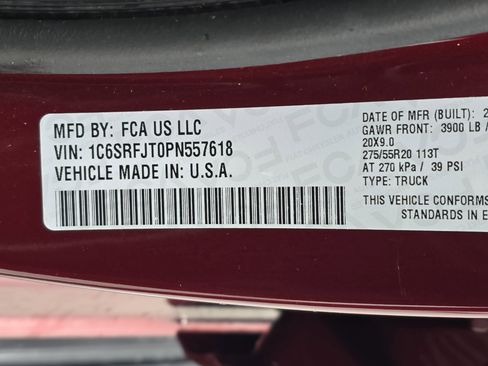 MFD BY: FCA US LLC
VIN: 1C6SRFJT0PN557618
VEHICLE MADE IN: U.S.A.
DATE OF MFR (BUILT): 2
GAWR FRONT: 3900 LB /
20X9.0
275/55R20 113T
AT 270 kPa / 39 PSI
TYPE: TRUCK
THIS VEHICLE CONFORMS
STANDARDS IN E